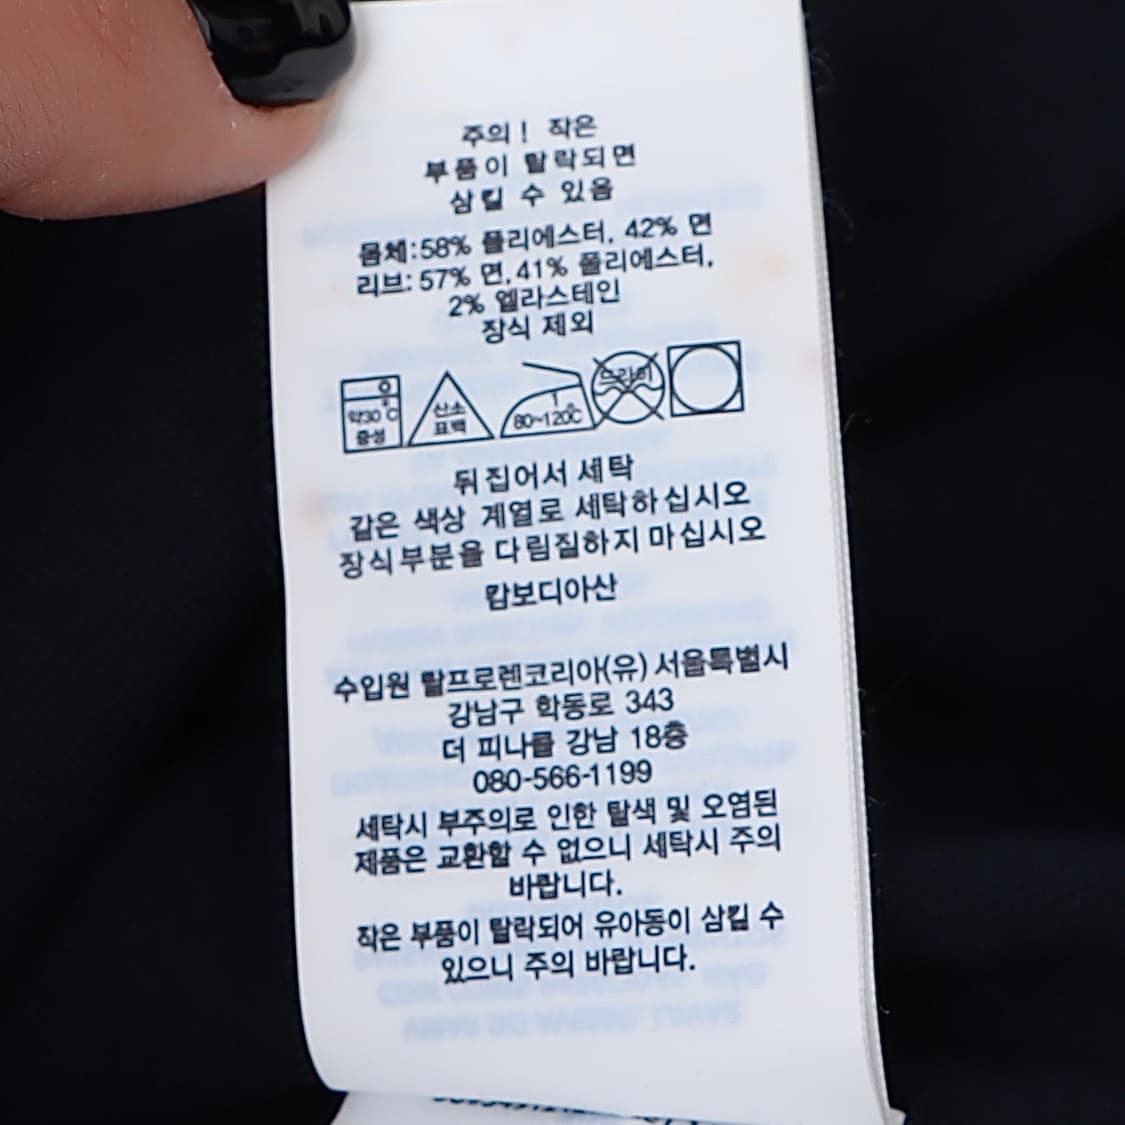 주의! 작은
부품이 탈락되면
삼킬 수 있음
몸체:58% 폴리에스터, 42% 면
리브: 57% 면,41% 폴리에스터,
2% 엘라스테인
장식 제외
약30℃
중성
산소
표백
80~120℃
드라이
뒤집어서 세탁
같은 색상 계열로 세탁하십시오
장식부분을 다림질하지 마십시오
캄보디아산
수입원 랄프로렌코리아(유) 서울특별시
강남구 학동로 343
더 피나클 강남 18층
080-566-1199
세탁시 부주의로 인한 탈색 및 오염된
제품은 교환할 수 없으니 세탁시 주의
바랍니다.
작은 부품이 탈락되어 유아동이 삼킬 수
있으니 주의 바랍니다.